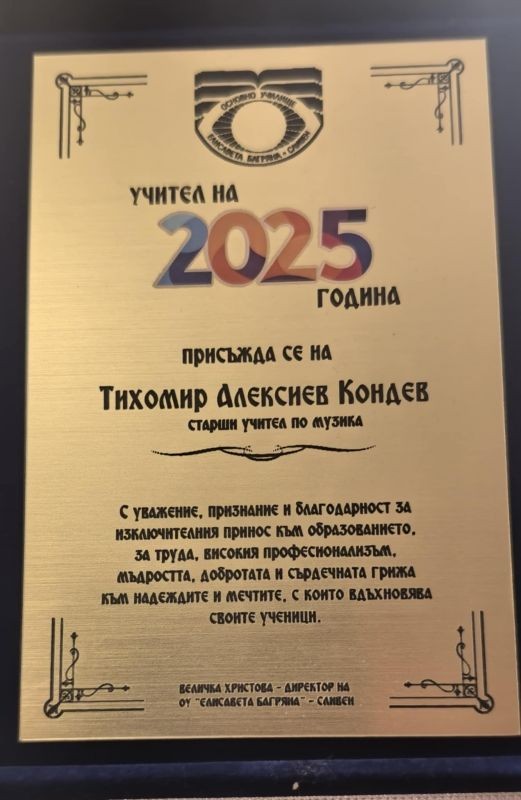 ОСНОВНО УЧИЛИЩЕ
ЕЛИСАВЕТА БАГРЯНА - СЛИВЕН
УЧИТЕЛ НА
2025
ГОДИНА
ПРИСЪЖДА СЕ НА
ТИХОМИР АЛЕКСИЕВ КОНДЕВ
СТАРШИ УЧИТЕЛ ПО МУЗИКА
С УВАЖЕНИЕ, ПРИЗНАНИЕ И БЛАГОДАРНОСТ ЗА
ИЗКЛЮЧИТЕЛНИЯ ПРИНОС КЪМ ОБРАЗОВАНИЕТО,
ЗА ТРУДА, ВИСОКИЯ ПРОФЕСИОНАЛИЗЪМ,
МЪДРОСТТА, ДОБРОТАТА И СЪРДЕЧНАТА ГРИЖА
КЪМ НАДЕЖДИТЕ И МЕЧТИТЕ, С КОИТО ВДЪХНОВЯВА
СВОИТЕ УЧЕНИЦИ.
ВЕЛИЧКА ХРИСТОВА - ДИРЕКТОР НА
ОУ "ЕЛИСАВЕТА БАГРЯНА" - СЛИВЕН